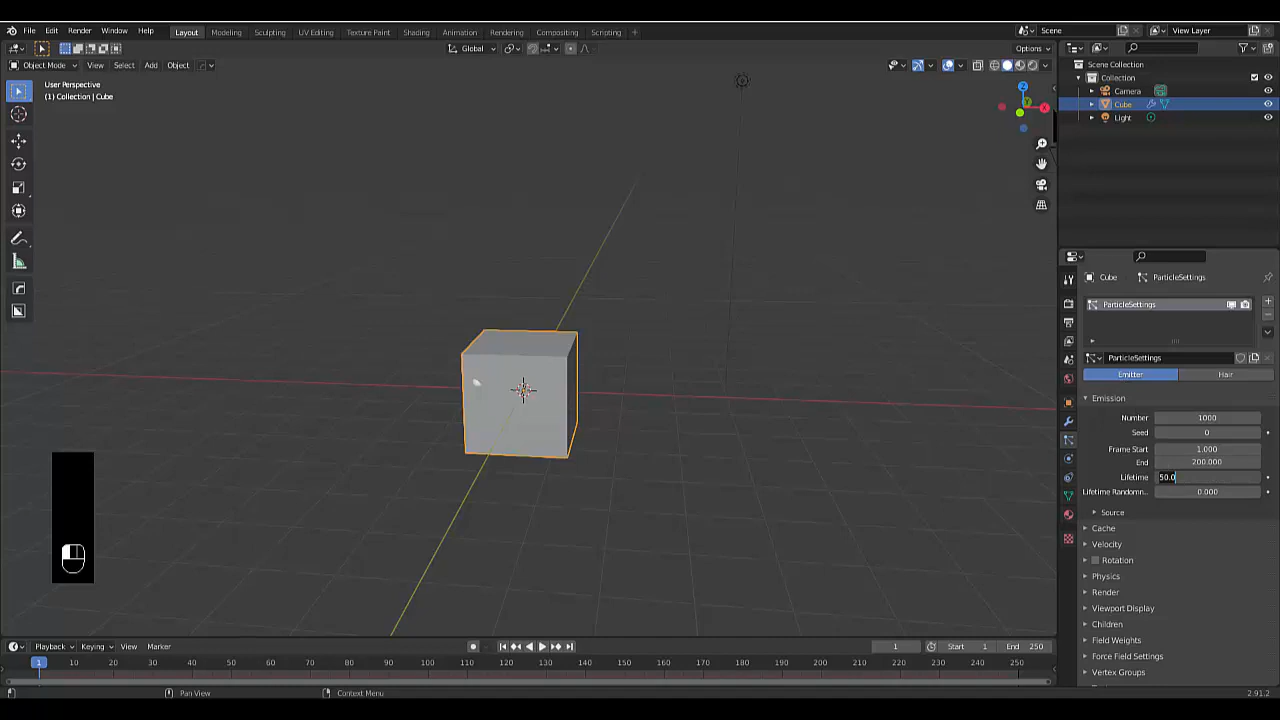 File Edit Render Window Help Layout Modeling Sculpting UV Editing Texture Paint Shading Animation Rendering Compositing Scripting + Scene View Layer
Global Options
Object Mode View Select Add Object
User Perspective
(1) Collection | Cube
Z
Y
X
Scene Collection
Collection
Camera
Cube
Light
Cube ParticleSettings
ParticleSettings
ParticleSettings
Emitter Hair
Emission
Number 1000
Seed 0
Frame Start 1.000
End 200.000
Lifetime 50.0
Lifetime Randomn.. 0.000
Source
Cache
Velocity
Rotation
Physics
Render
Viewport Display
Children
Field Weights
Force Field Settings
Vertex Groups
Playback Keying View Marker 1 Start 1 End 250
1 10 20 30 40 50 60 70 80 90 100 110 120 130 140 150 160 170 180 190 200 210 220 230 240 250
Pan View Context Menu 2.91.2